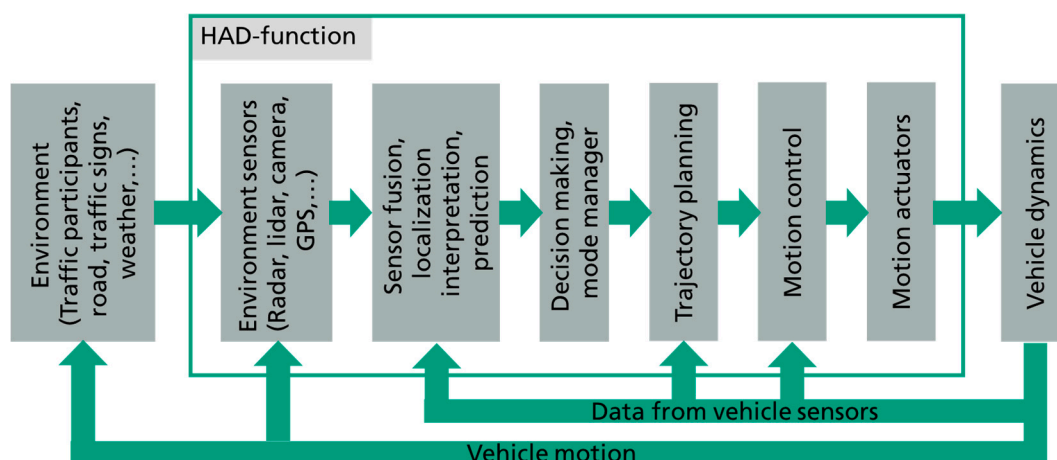 HAD-function
Environment
(Traffic participants,
road, traffic signs,
weather,...)
Environment sensors
(Radar, lidar, camera,
GPS,...)
Sensor fusion,
localization
interpretation,
prediction
Decision making,
mode manager
Trajectory planning
Motion control
Motion actuators
Vehicle dynamics
Data from vehicle sensors
Vehicle motion